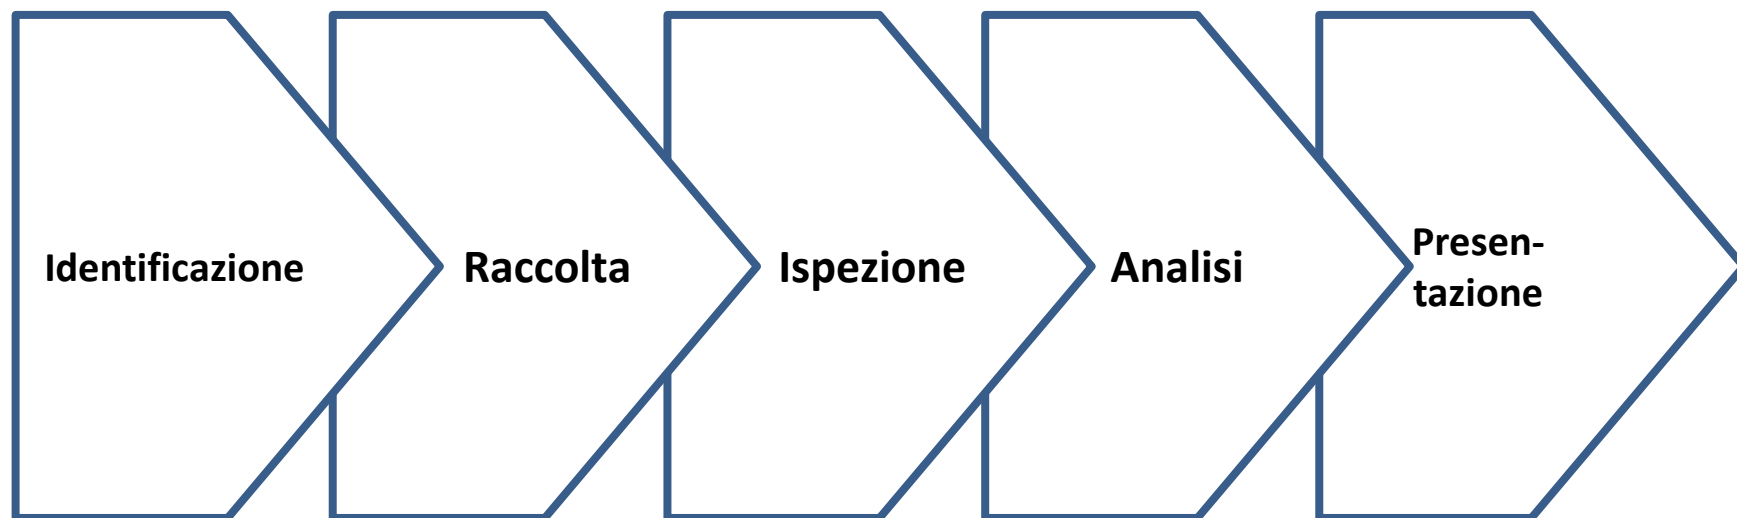 Identificazione
Raccolta
Ispezione
Analisi
Presen-
tazione